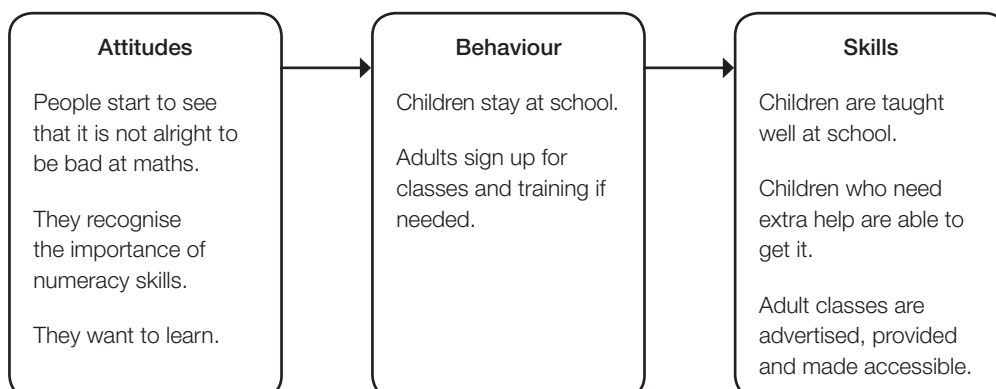 Attitudes
People start to see
that it is not alright to
be bad at maths.
They recognise
the importance of
numeracy skills.
They want to learn.
Behaviour
Children stay at school.
Adults sign up for
classes and training if
needed.
Skills
Children are taught
well at school.
Children who need
extra help are able to
get it.
Adult classes are
advertised, provided
and made accessible.